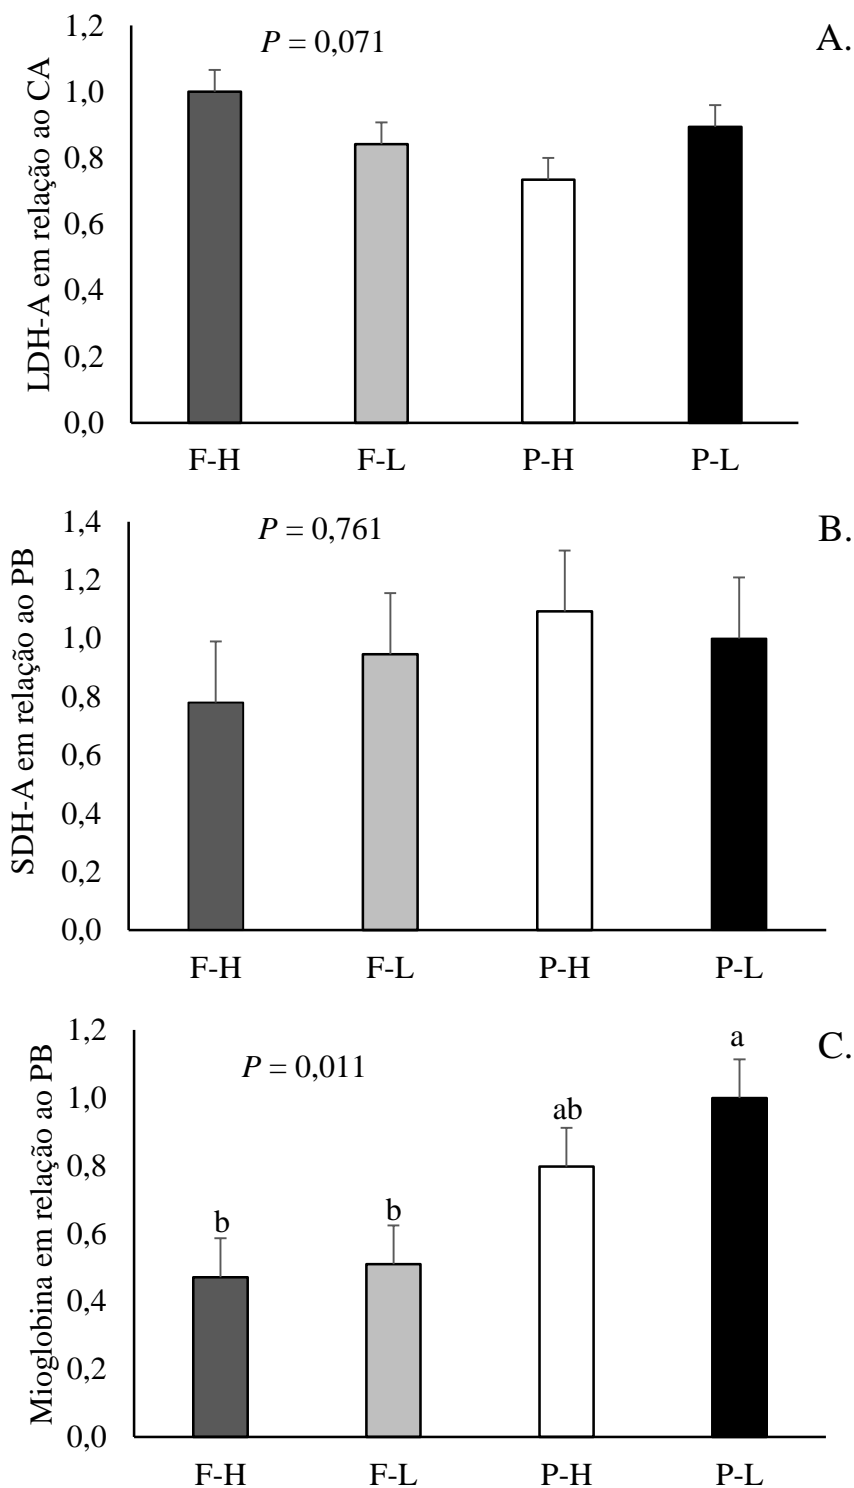 A.
P = 0,071
LDH-A em relação ao CA
1,2
1,0
0,8
0,6
0,4
0,2
0,0
F-H F-L P-H P-L
B.
P = 0,761
SDH-A em relação ao PB
1,4
1,2
1,0
0,8
0,6
0,4
0,2
0,0
F-H F-L P-H P-L
C.
P = 0,011
Mioglobina em relação ao PB
1,2
1,0
0,8
0,6
0,4
0,2
0,0
b b ab a
F-H F-L P-H P-L